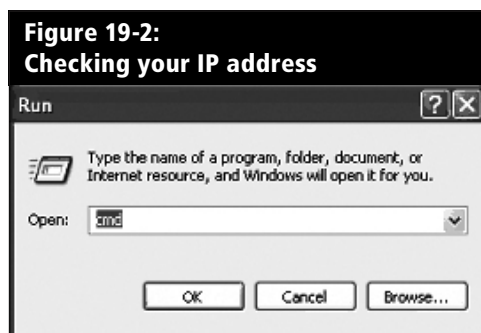 Figure 19-2:
Checking your IP address
Run
Type the name of a program, folder, document, or
Internet resource, and Windows will open it for you.
Open: cmd
OK Cancel Browse...